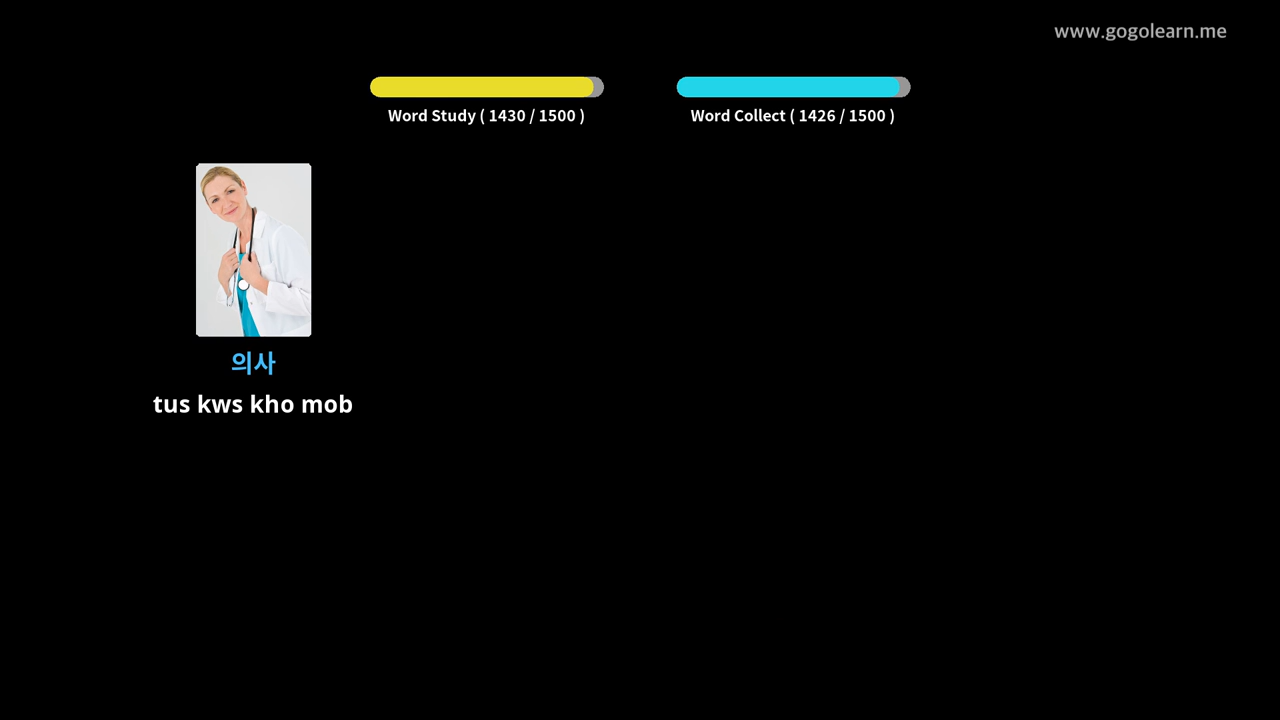 www.gogolearn.me
Word Study ( 1430 / 1500 )
Word Collect ( 1426 / 1500 )
의사
tus kws kho mob